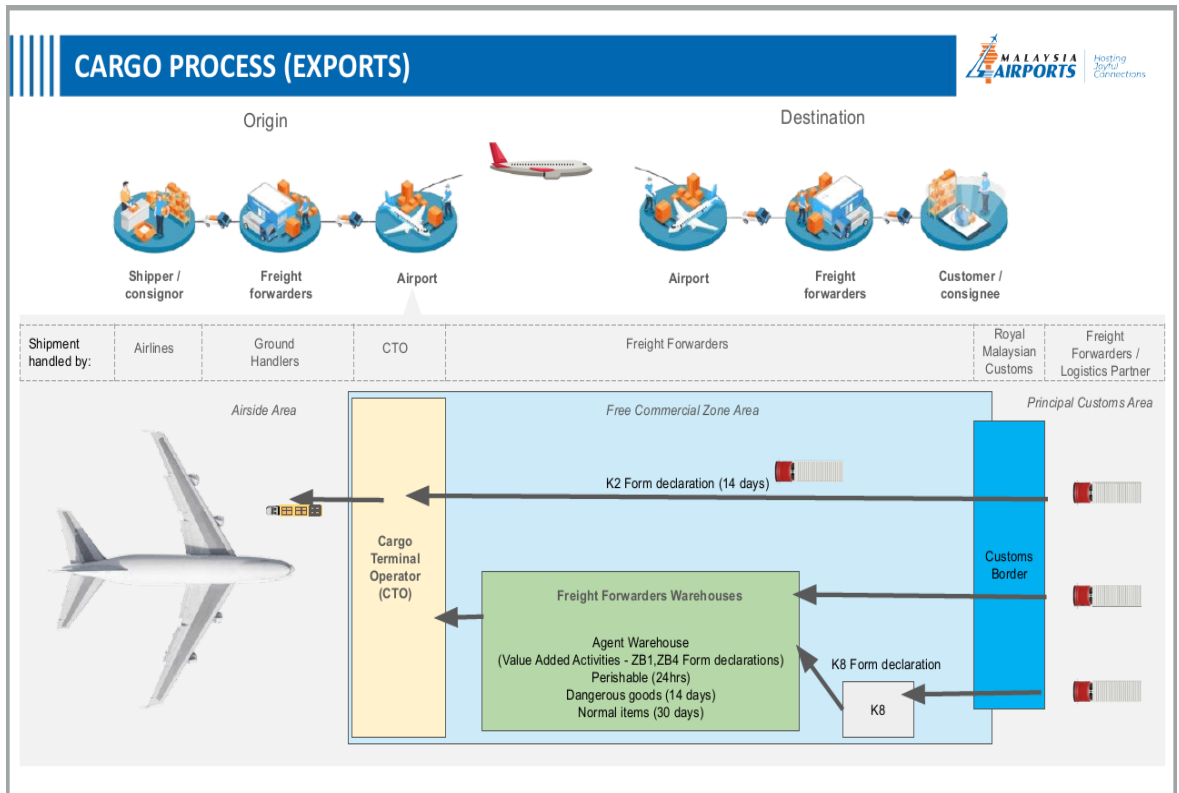 CARGO PROCESS (EXPORTS)
MALAYSIA
AIRPORTS
Hosting
Joyful
Connections
Origin
Destination
Shipper /
consignor
Freight
forwarders
Airport
Airport
Freight
forwarders
Customer /
consignee
Shipment
handled by:
Airlines
Ground
Handlers
CTO
Freight Forwarders
Royal
Malaysian
Customs
Freight
Forwarders /
Logistics Partner
Airside Area
Free Commercial Zone Area
Principal Customs Area
K2 Form declaration (14 days)
Cargo
Terminal
Operator
(CTO)
Customs
Border
Freight Forwarders Warehouses
Agent Warehouse
(Value Added Activities - ZB1,ZB4 Form declarations)
Perishable (24hrs)
Dangerous goods (14 days)
Normal items (30 days)
K8 Form declaration
K8